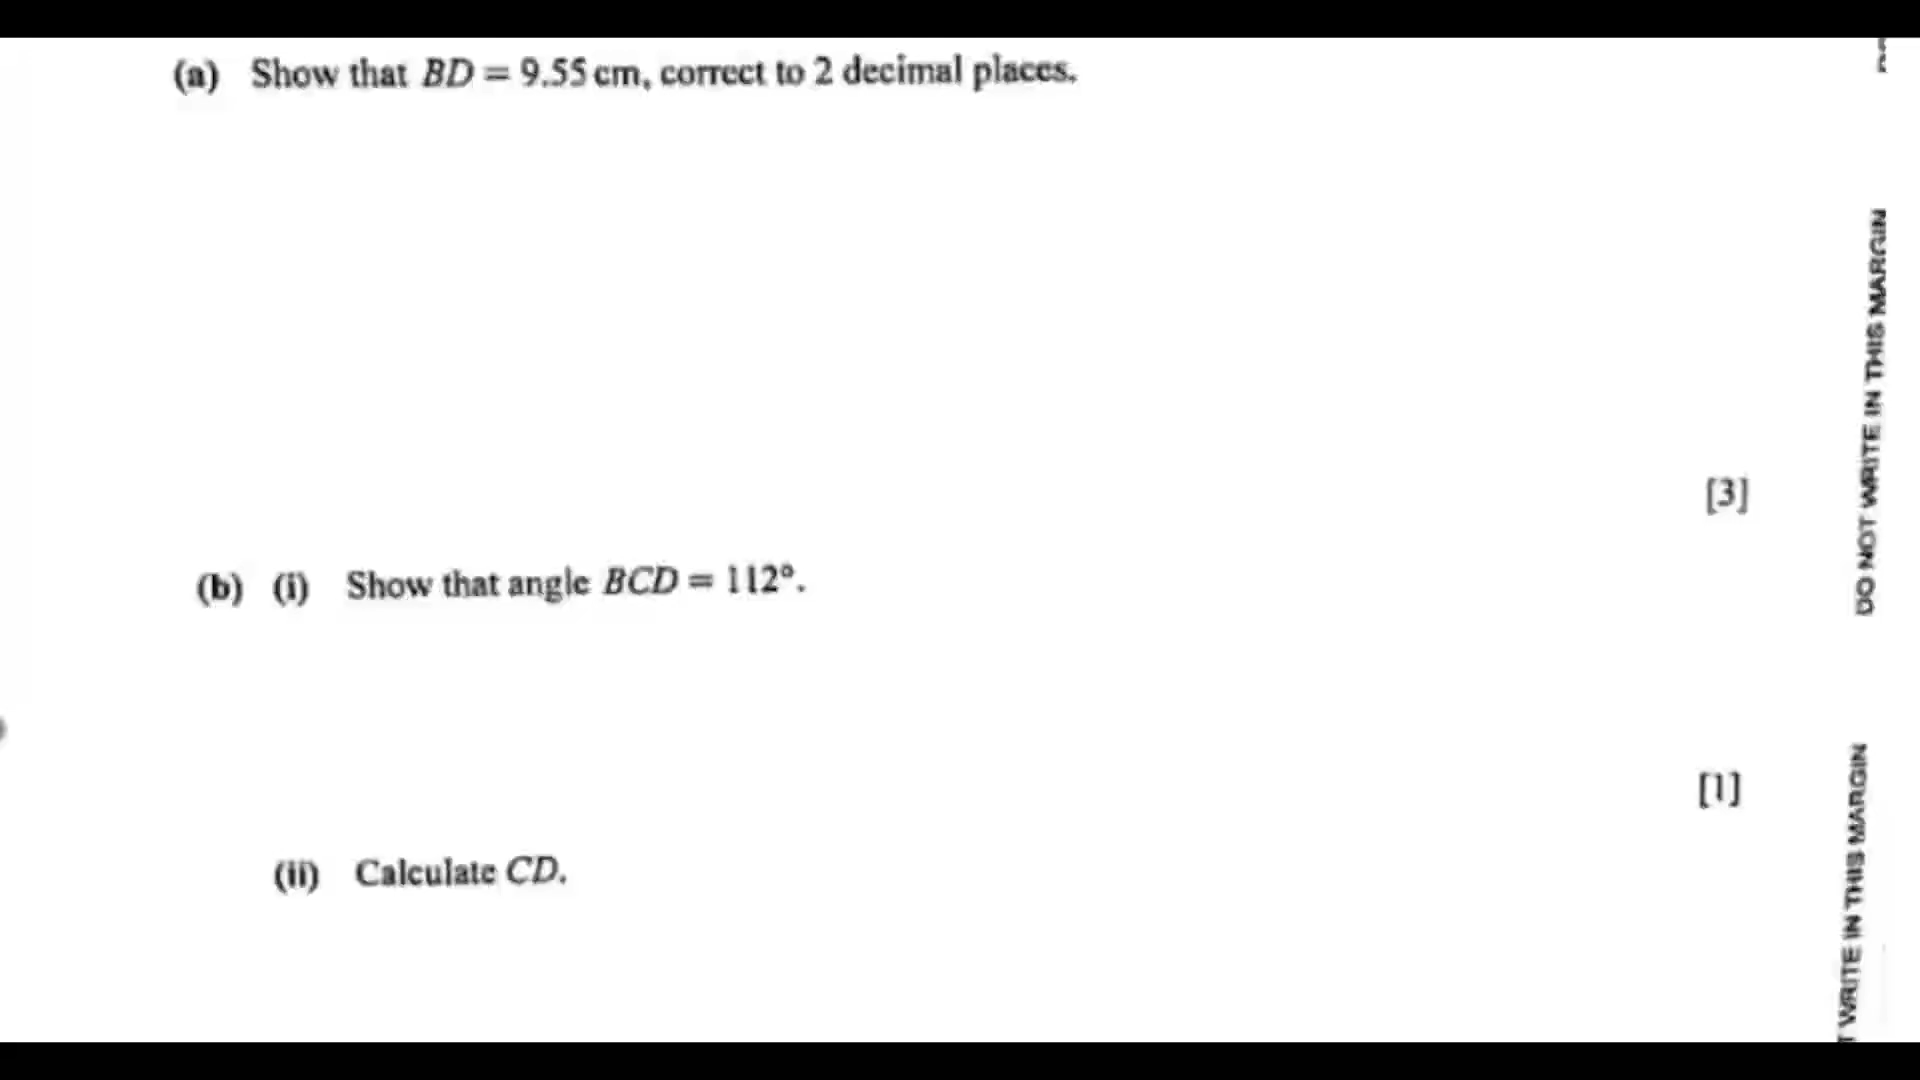 (a) Show that BD = 9.55 cm, correct to 2 decimal places.
[3]
(b) (i) Show that angle BCD = 112°.
[1]
(ii) Calculate CD.
DO NOT WRITE IN THIS MARGIN
WRITE IN THIS MARGIN